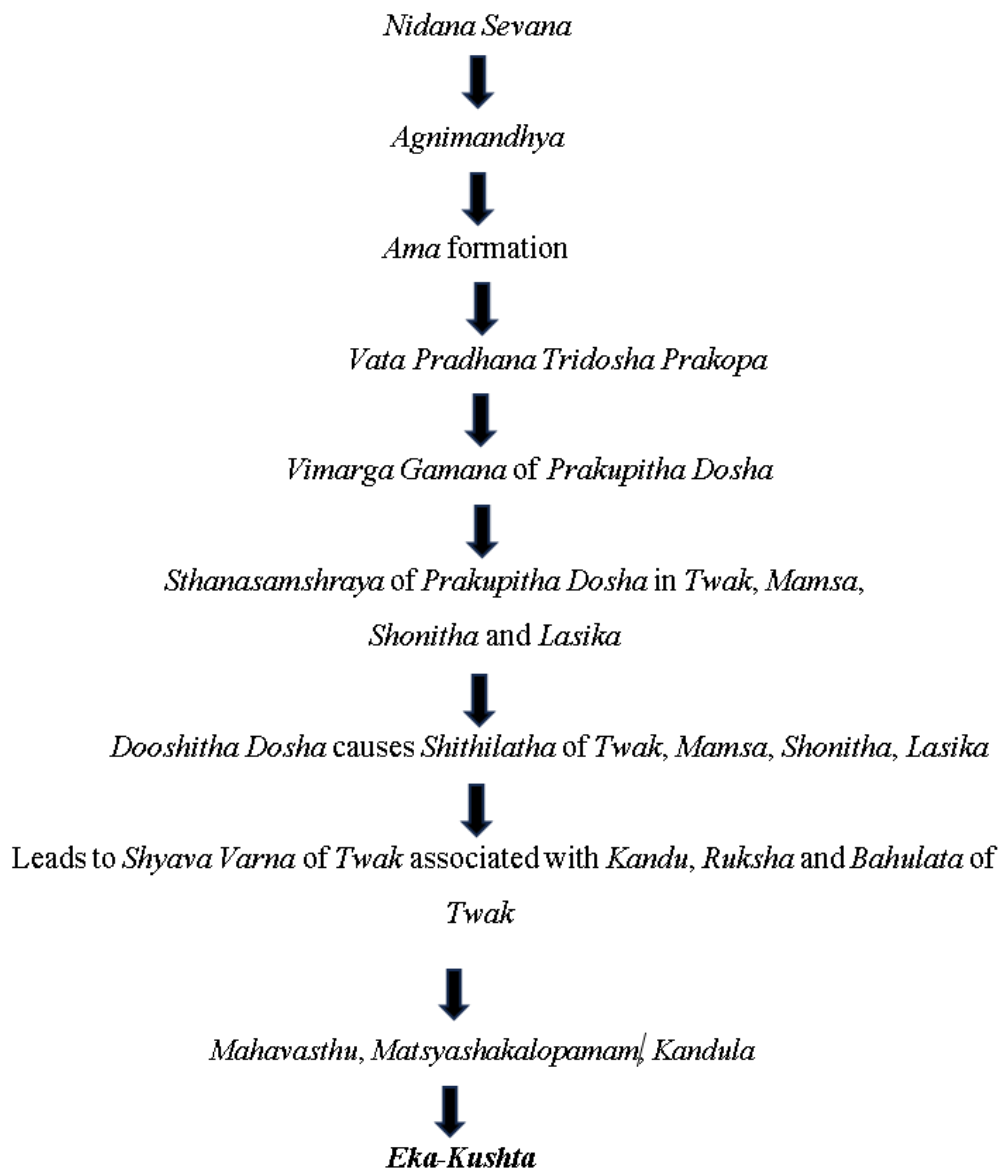 Nidana Sevana
Agnimandhya
Ama formation
Vata Pradhana Tridosha Prakopa
Vimarga Gamana of Prakupitha Dosha
Sthanasamshraya of Prakupitha Dosha in Twak, Mamsa,
Shonitha and Lasika
Dooshitha Dosha causes Shithilatha of Twak, Mamsa, Shonitha, Lasika
Leads to Shyava Varna of Twak associated with Kandu, Ruksha and Bahulata of
Twak
Mahavasthu, Matsyashakalopamam, Kandula
Eka-Kushta